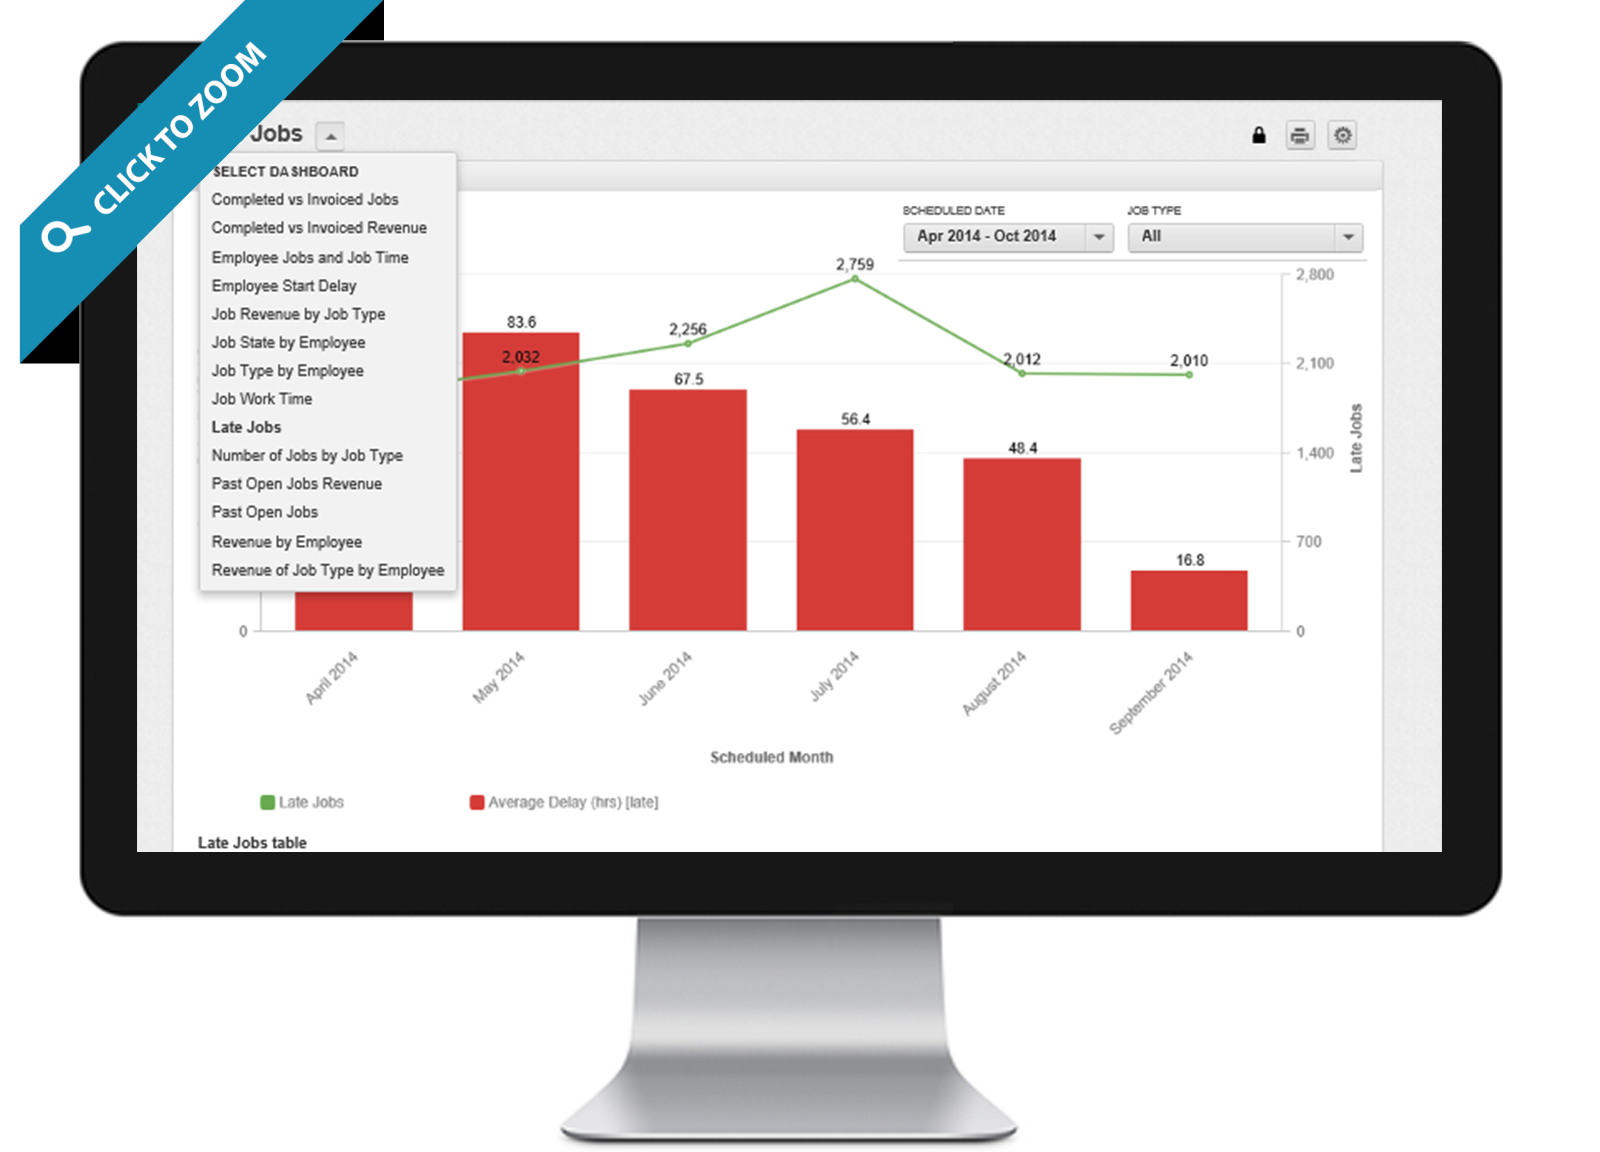 CLICK TO ZOOM
Jobs
SELECT DASHBOARD
Completed vs Invoiced Jobs
Completed vs Invoiced Revenue
Employee Jobs and Job Time
Employee Start Delay
Job Revenue by Job Type
Job State by Employee
Job Type by Employee
Job Work Time
Late Jobs
Number of Jobs by Job Type
Past Open Jobs Revenue
Past Open Jobs
Revenue by Employee
Revenue of Job Type by Employee
SCHEDULED DATE
JOB TYPE
Apr 2014 - Oct 2014
All
2,759
2,800
83.6
2,256
2,032
2,012
2,010
2,100
67.5
56.4
48.4
1,400
Late Jobs
700
16.8
0
0
April 2014
May 2014
June 2014
July 2014
August 2014
September 2014
Scheduled Month
Late Jobs
Average Delay (hrs) [late]
Late Jobs table